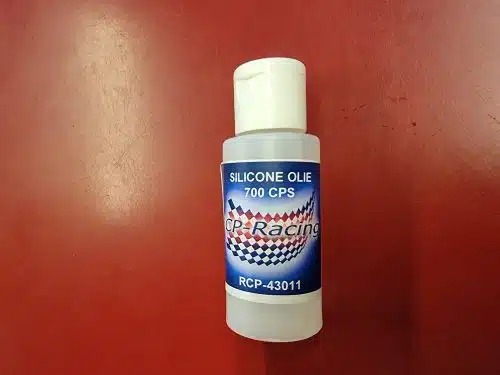 SILICONE OLIE
700 CPS
CP-Racing
RCP-43011